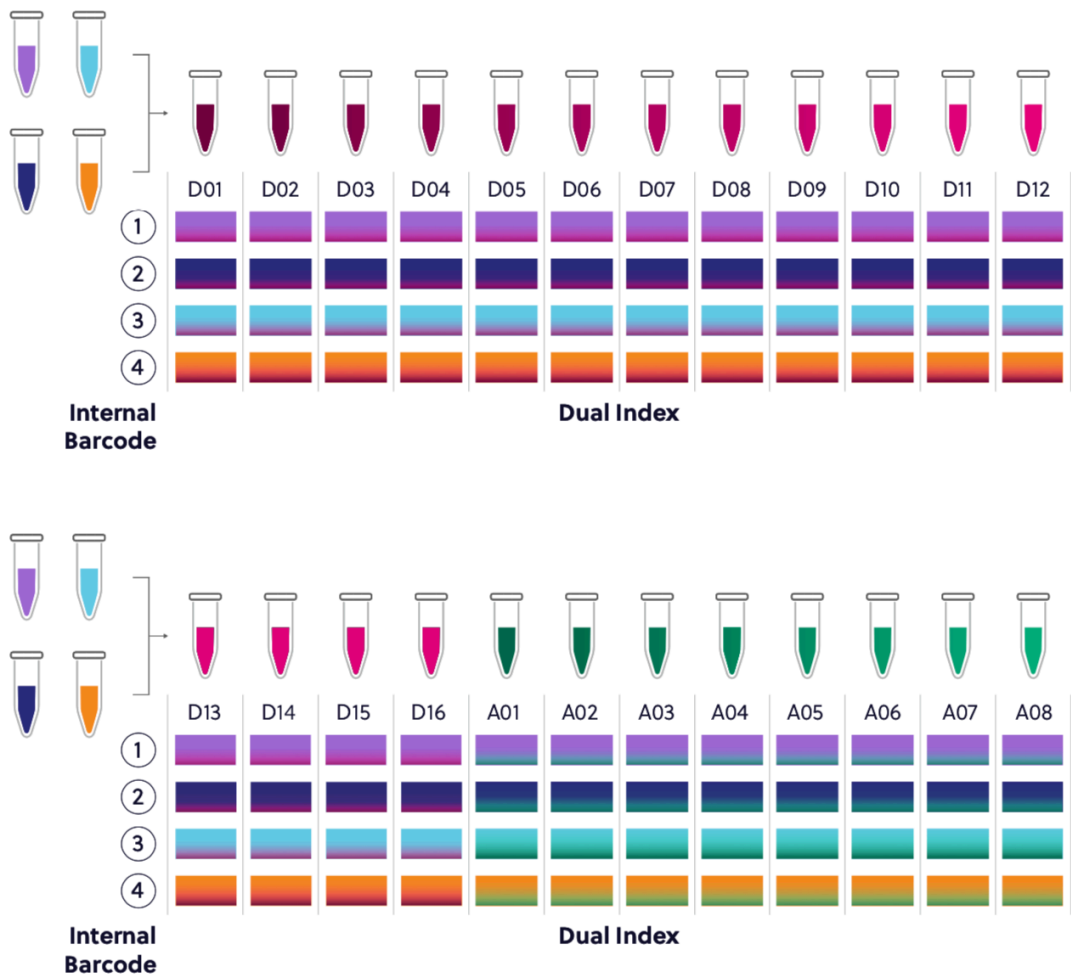 D01 D02 D03 D04 D05 D06 D07 D08 D09 D10 D11 D12
1
2
3
4
Internal
Barcode
Dual Index
D13 D14 D15 D16 A01 A02 A03 A04 A05 A06 A07 A08
1
2
3
4
Internal
Barcode
Dual Index